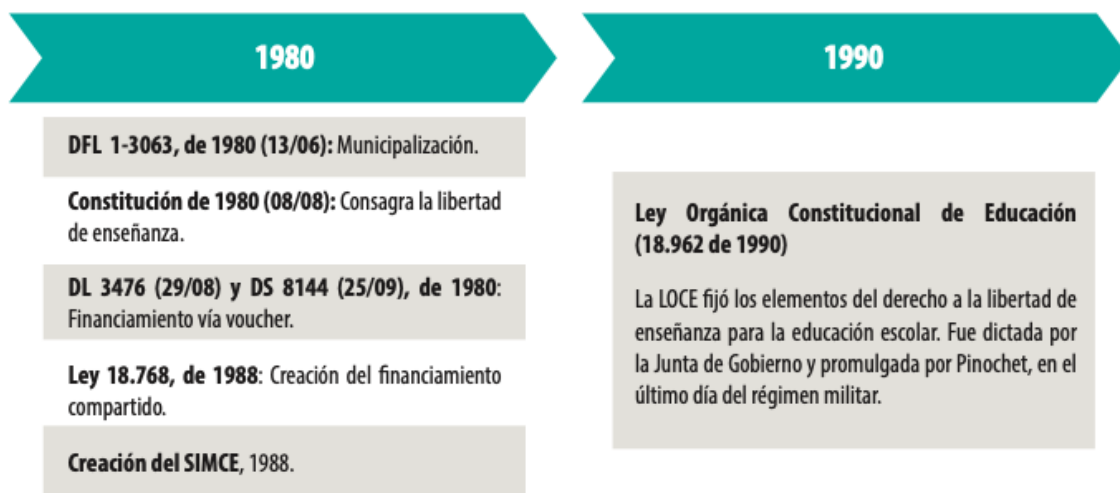 1980
DFL 1-3063, de 1980 (13/06): Municipalización.
Constitución de 1980 (08/08): Consagra la libertad
de enseñanza.
DL 3476 (29/08) y DS 8144 (25/09), de 1980:
Financiamiento vía voucher.
Ley 18.768, de 1988: Creación del financiamiento
compartido.
Creación del SIMCE, 1988.
1990
Ley Orgánica Constitucional de Educación
(18.962 de 1990)
La LOCE fijó los elementos del derecho a la libertad de
enseñanza para la educación escolar. Fue dictada por
la Junta de Gobierno y promulgada por Pinochet, en el
último día del régimen militar.